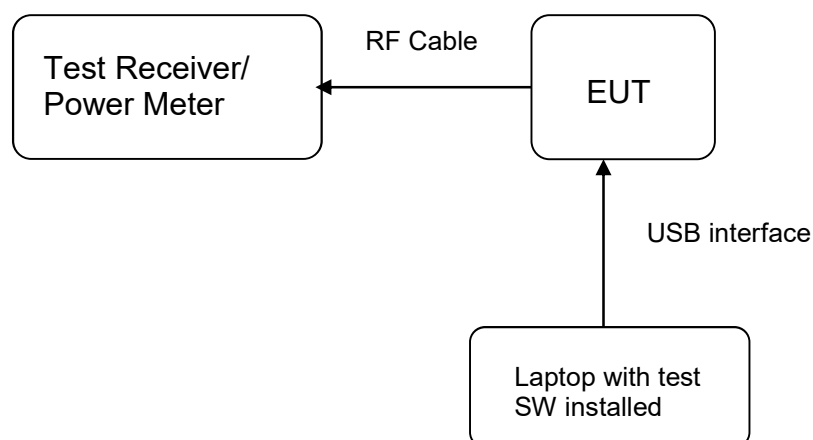 RF Cable
Test Receiver/
Power Meter
EUT
USB interface
Laptop with test
SW installed